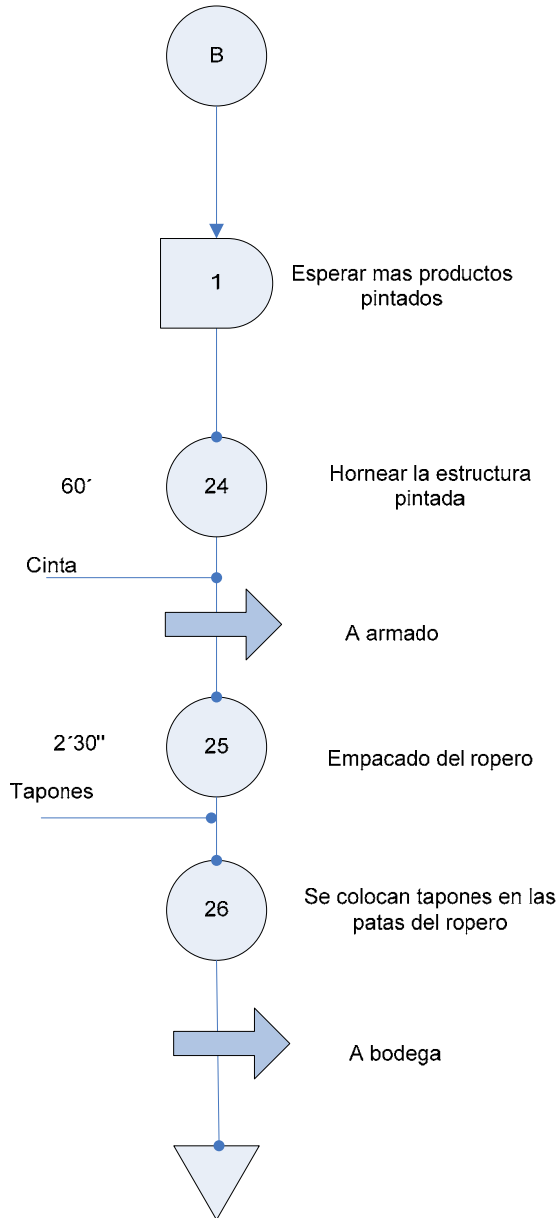 B
1
Esperar mas productos
pintados
60´
24
Hornear la estructura
pintada
Cinta
A armado
2´30"
25
Empacado del ropero
Tapones
26
Se colocan tapones en las
patas del ropero
A bodega